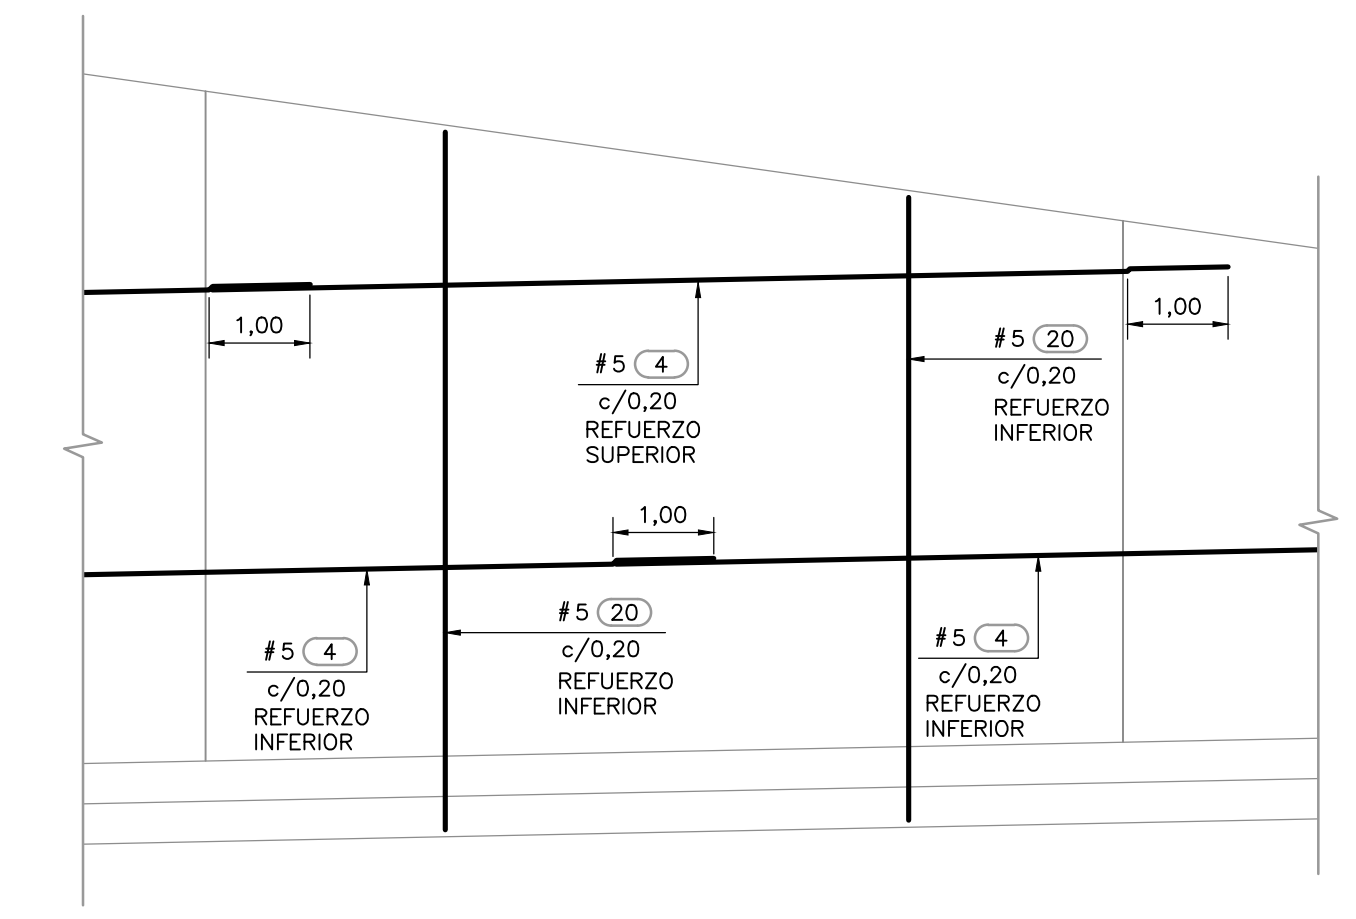 1,00
1,00
#5 4
c/0,20
REFUERZO
SUPERIOR
#5 20
c/0,20
REFUERZO
INFERIOR
1,00
#5 4
c/0,20
REFUERZO
INFERIOR
#5 20
c/0,20
REFUERZO
INFERIOR
#5 4
c/0,20
REFUERZO
INFERIOR